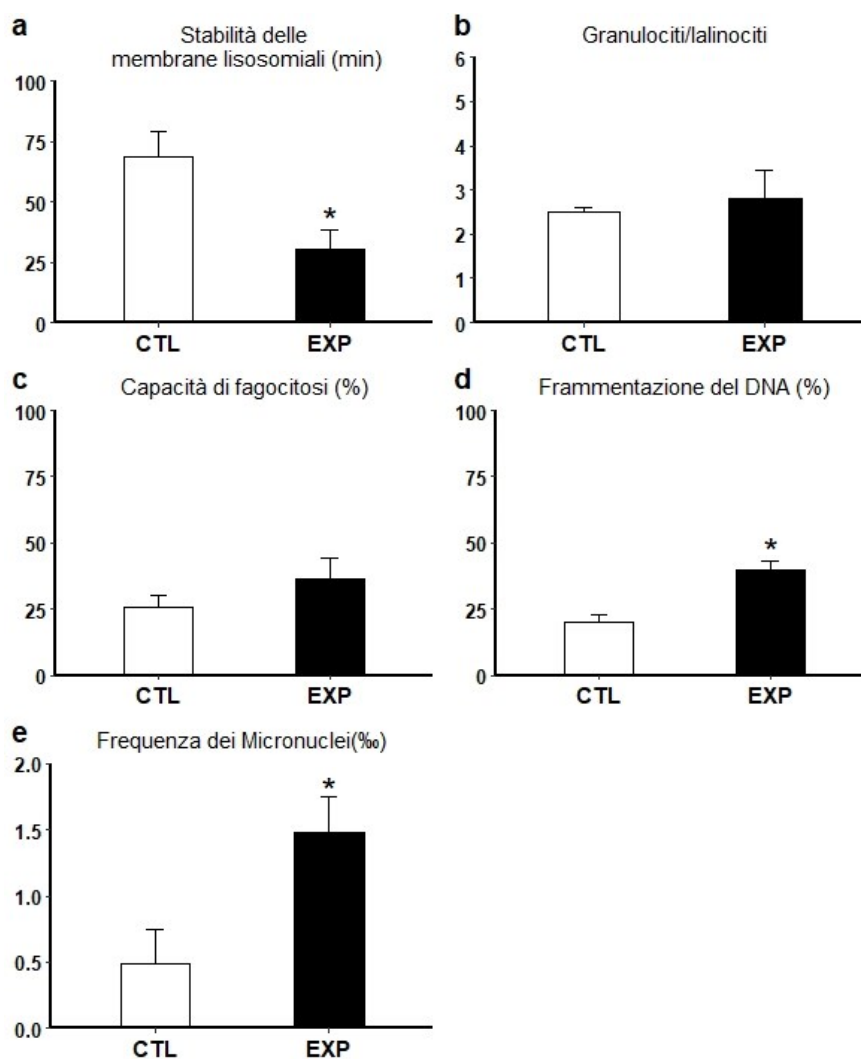 a
Stabilità delle
membrane lisosomiali (min)
100
75
50
25
0
*
CTL EXP
b
Granulociti/Ialinociti
6
5
4
3
2
1
0
CTL EXP
c
Capacità di fagocitosi (%)
100
75
50
25
0
CTL EXP
d
Frammentazione del DNA (%)
100
75
50
25
0
*
CTL EXP
e
Frequenza dei Micronuclei(‰)
2.0
1.5
1.0
0.5
0.0
*
CTL EXP